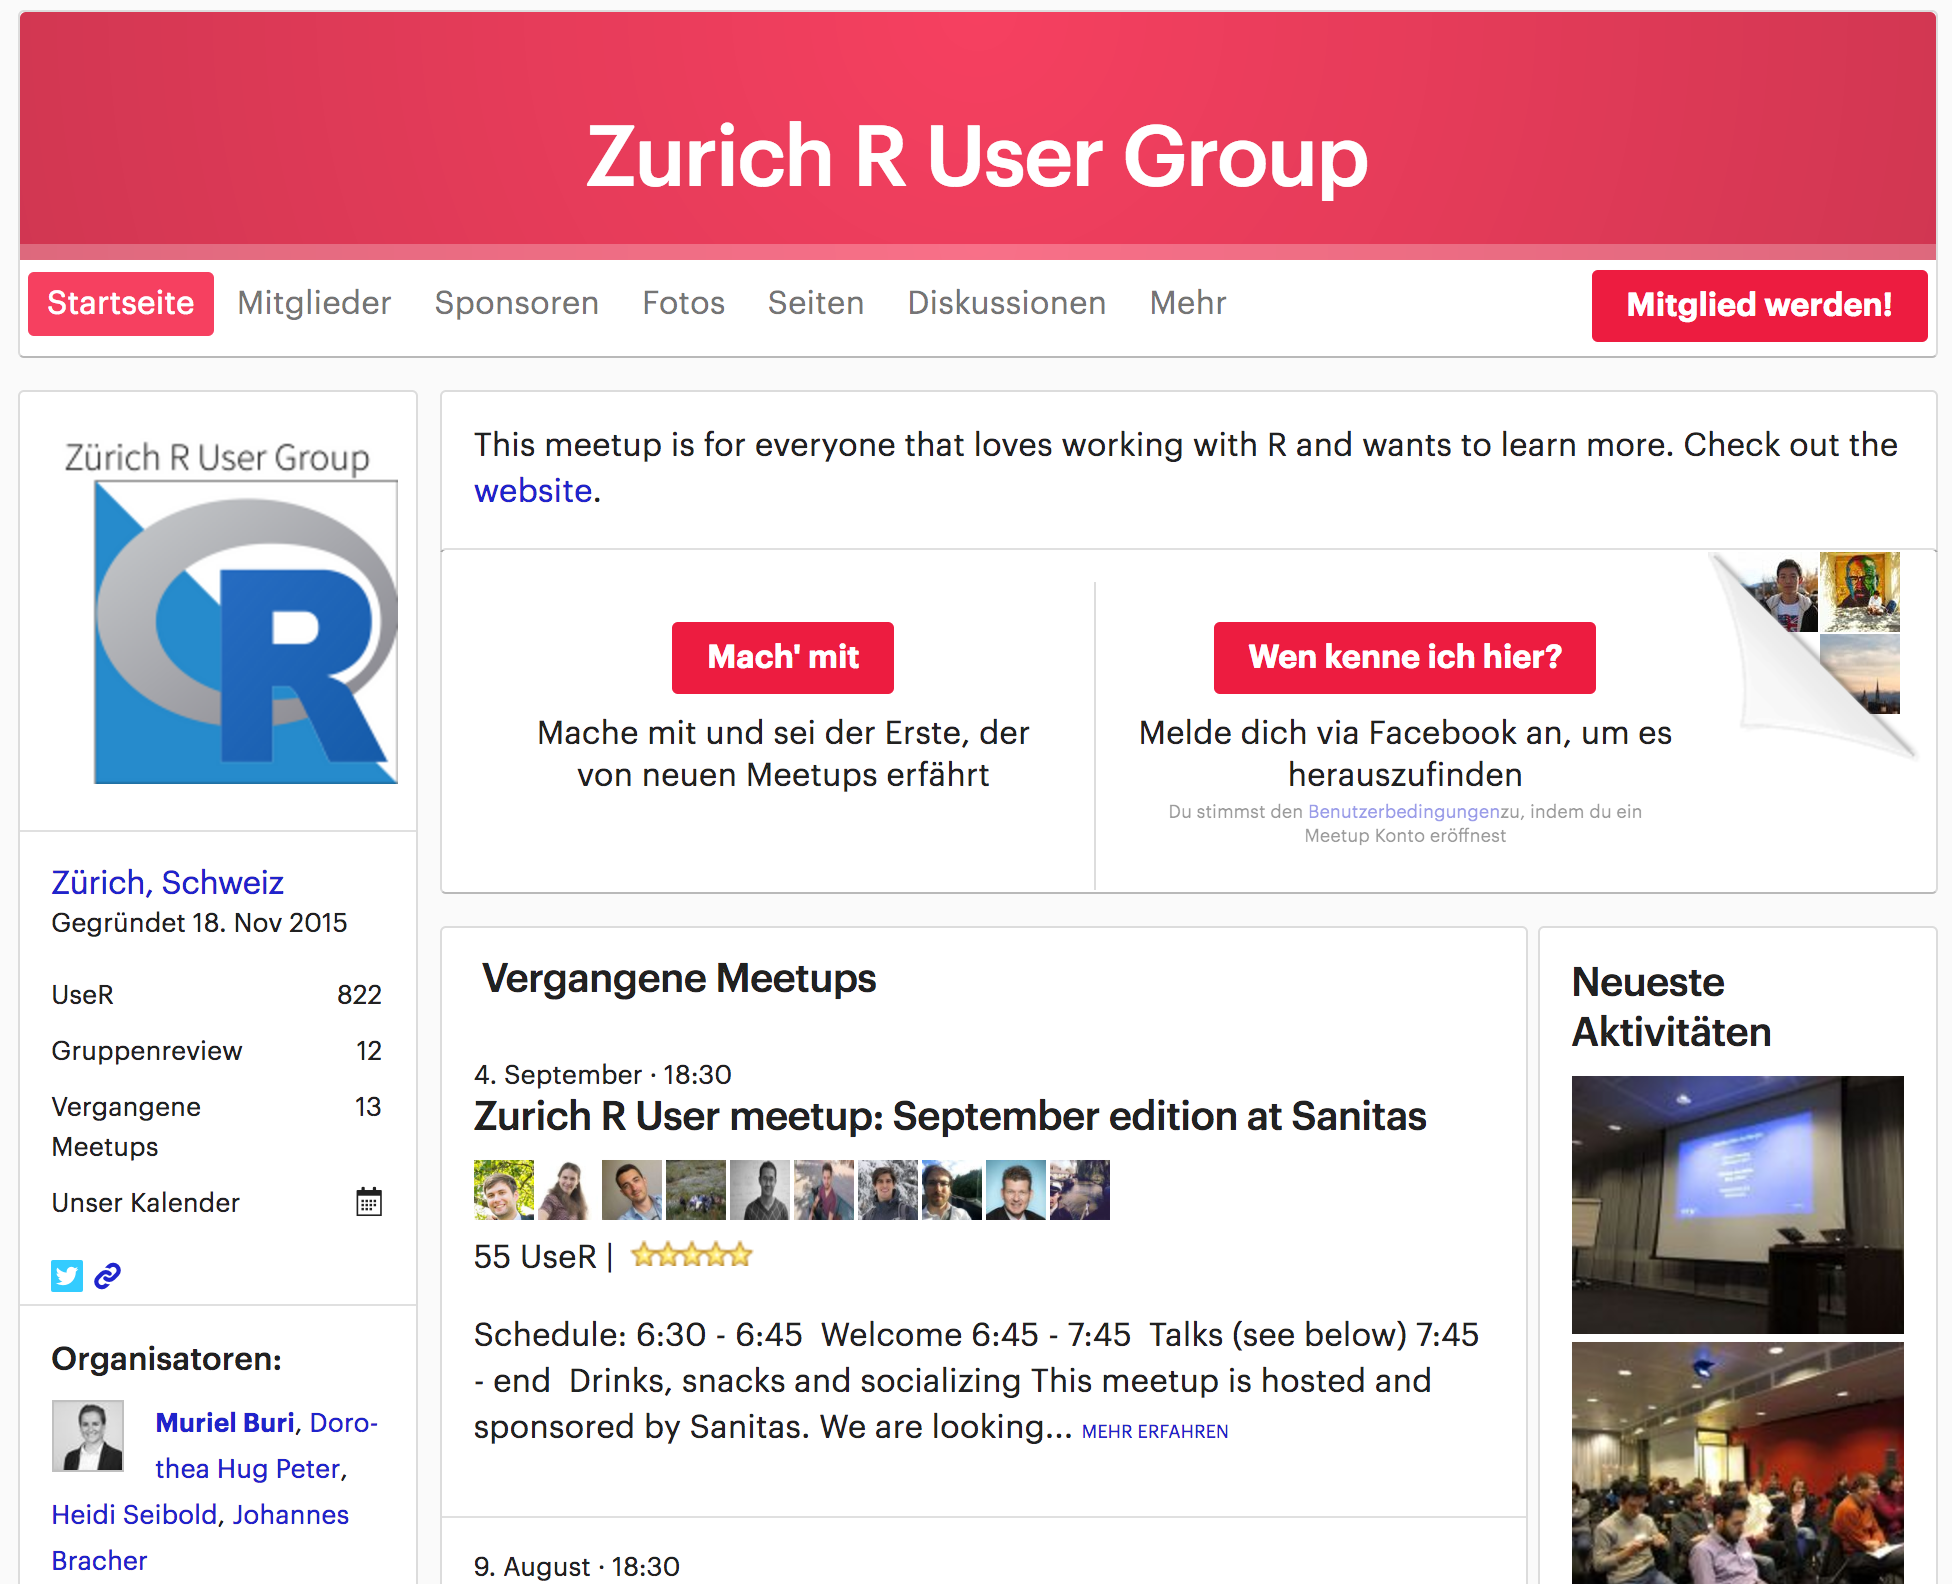 Zurich R User Group
Startseite Mitglieder Sponsoren Fotos Seiten Diskussionen Mehr Mitglied werden!
Zürich R User Group
R
Zürich, Schweiz
Gegründet 18. Nov 2015
UseR 822
Gruppenreview 12
Vergangene 13
Meetups
Unser Kalender
Organisatoren:
Muriel Buri, Doro-
thea Hug Peter,
Heidi Seibold, Johannes
Bracher
This meetup is for everyone that loves working with R and wants to learn more. Check out the
website.
Mach' mit
Mache mit und sei der Erste, der
von neuen Meetups erfährt
Wen kenne ich hier?
Melde dich via Facebook an, um es
herauszufinden
Du stimmst den Benutzerbedingungenzu, indem du ein
Meetup Konto eröffnest
Vergangene Meetups
4. September · 18:30
Zurich R User meetup: September edition at Sanitas
55 UseR |
Schedule: 6:30 - 6:45 Welcome 6:45 - 7:45 Talks (see below) 7:45
- end Drinks, snacks and socializing This meetup is hosted and
sponsored by Sanitas. We are looking... MEHR ERFAHREN
9. August · 18:30
Neueste
Aktivitäten